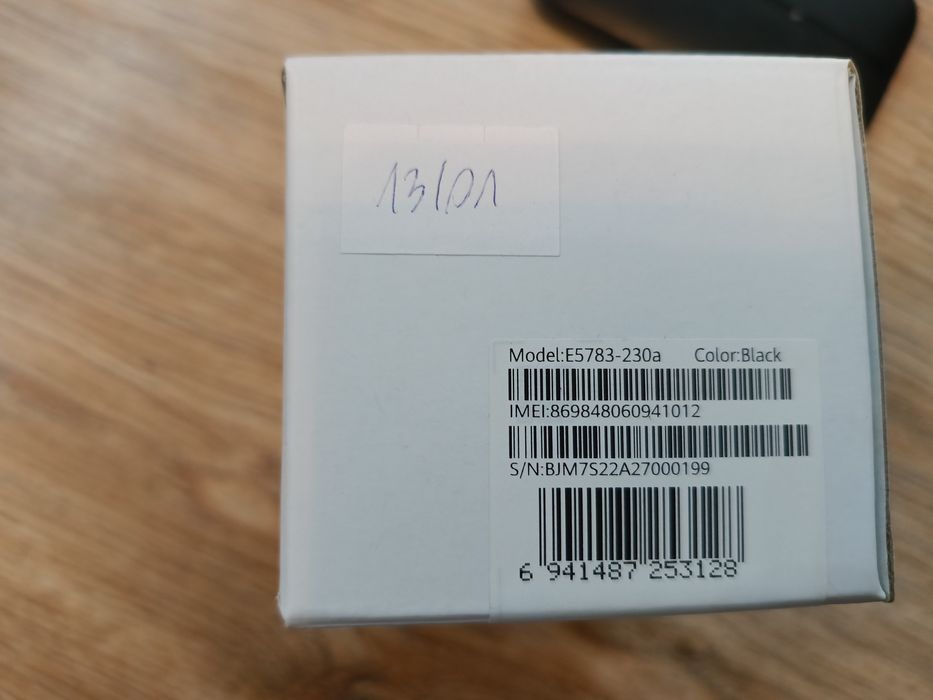 13/01
Model:E5783-230a Color:Black
IMEI:869848060941012
S/N:BJM7S22A27000199
6 941487 253128